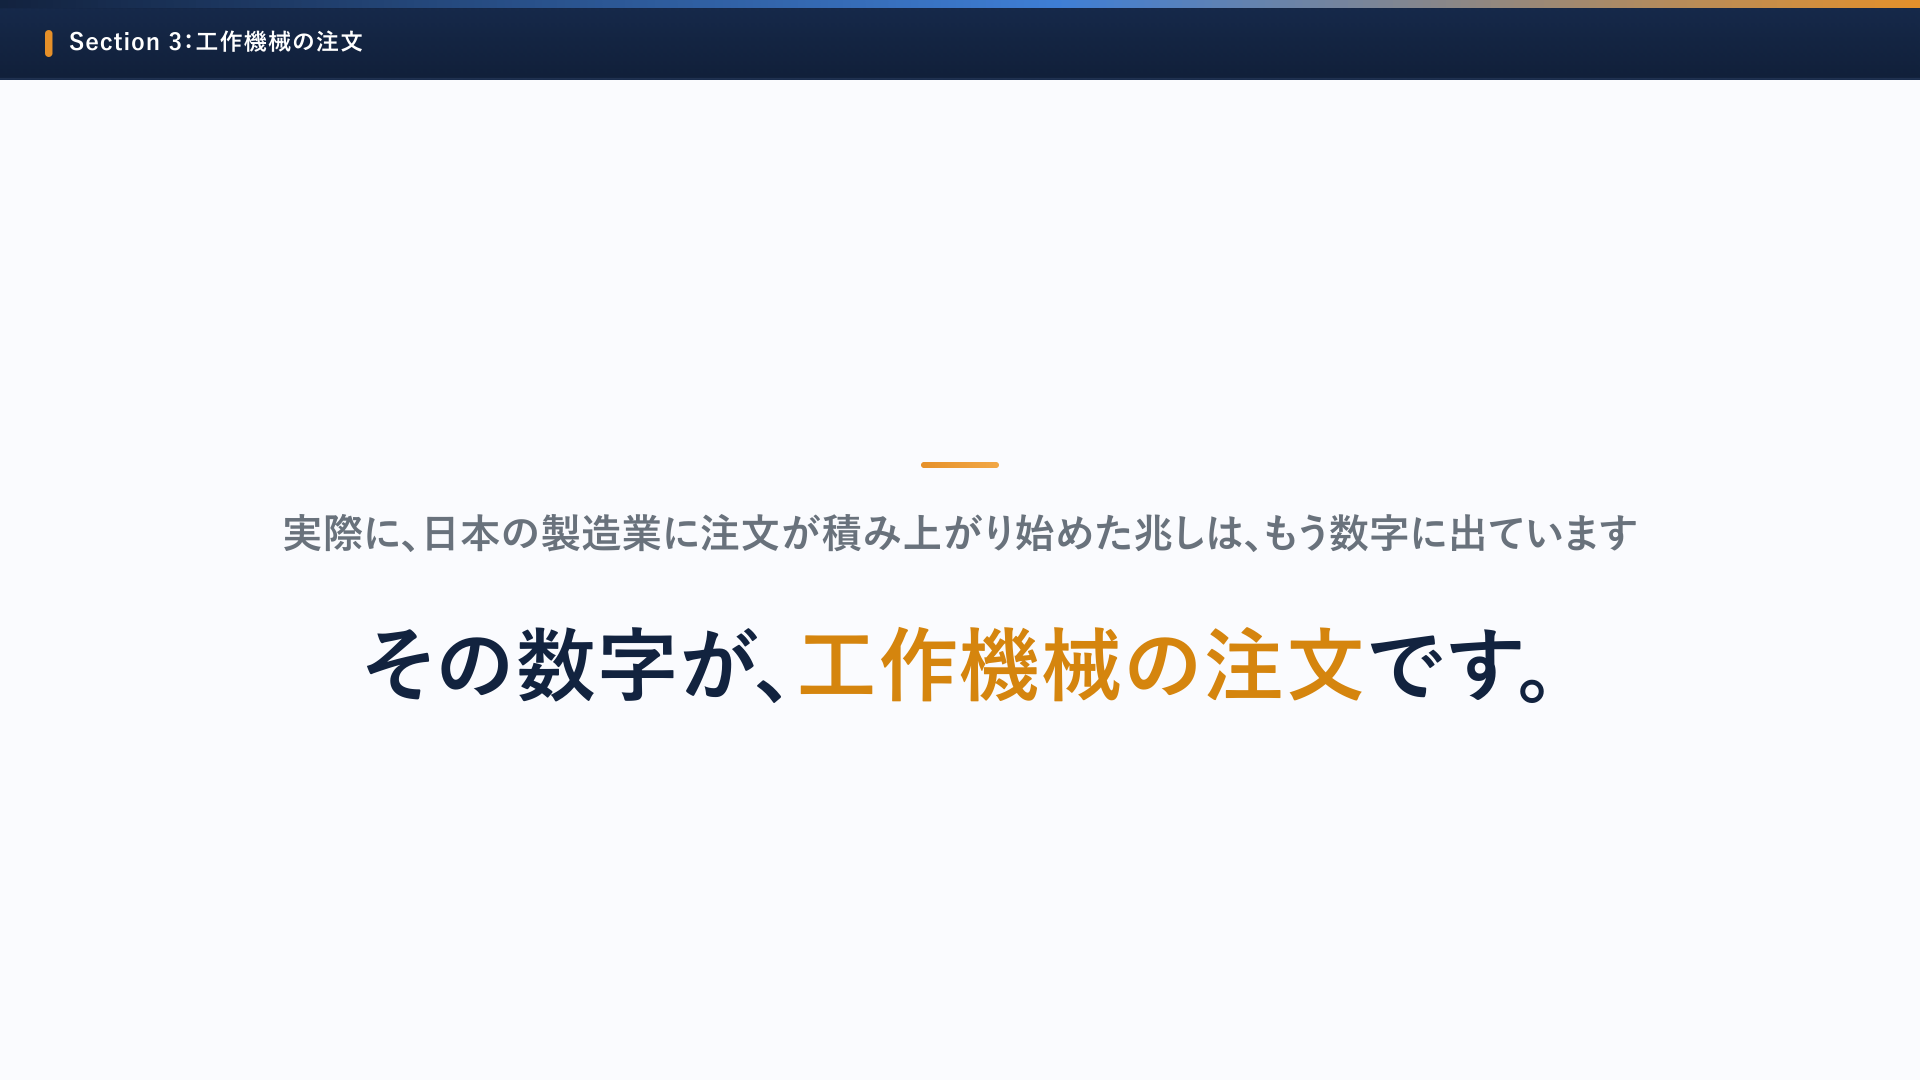 Section 3：工作機械の注文
実際に、日本の製造業に注文が積み上がり始めた兆しは、もう数字に出ています
その数字が、工作機械の注文です。